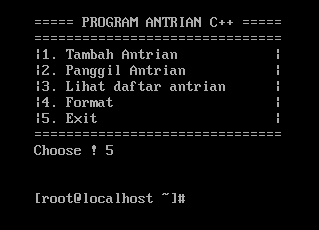 ===== PROGRAM ANTRIAN C++ =====
===============================
¦1. Tambah Antrian            ¦
¦2. Panggil Antrian           ¦
¦3. Lihat daftar antrian      ¦
¦4. Format                    ¦
¦5. Exit                      ¦
===============================
Choose ! 5
[root@localhost ~]#